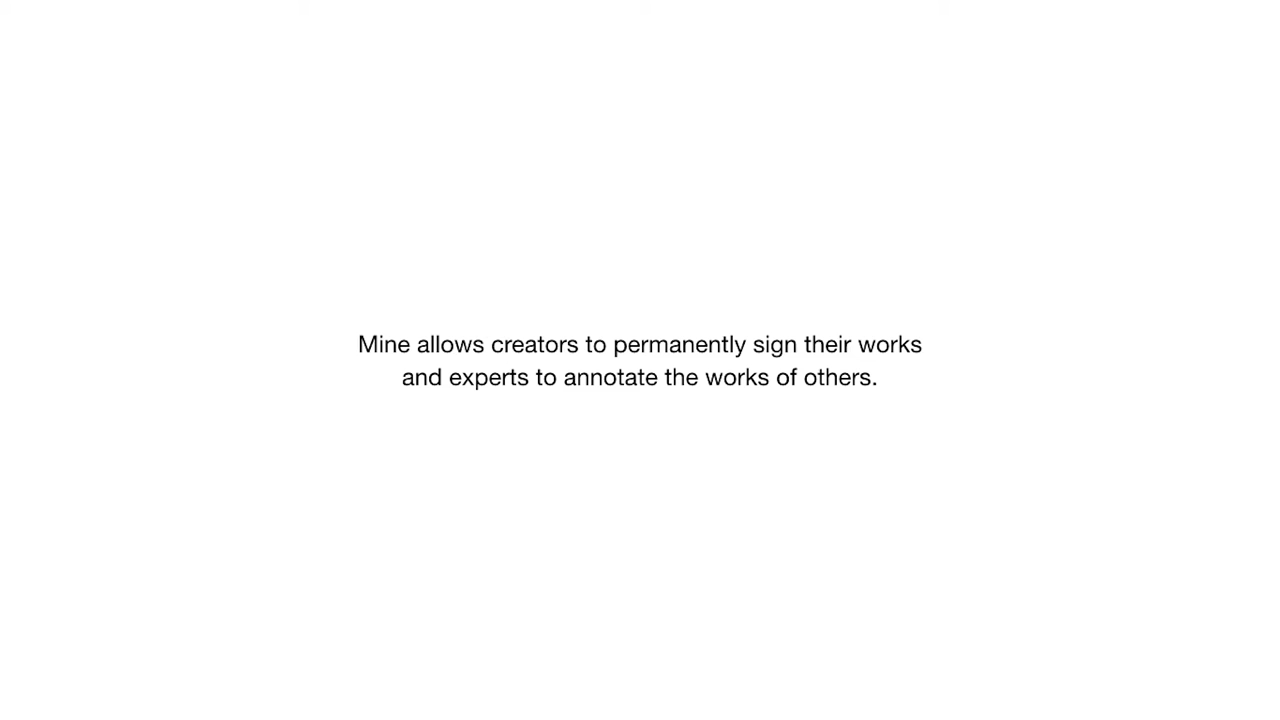 Mine allows creators to permanently sign their works
and experts to annotate the works of others.